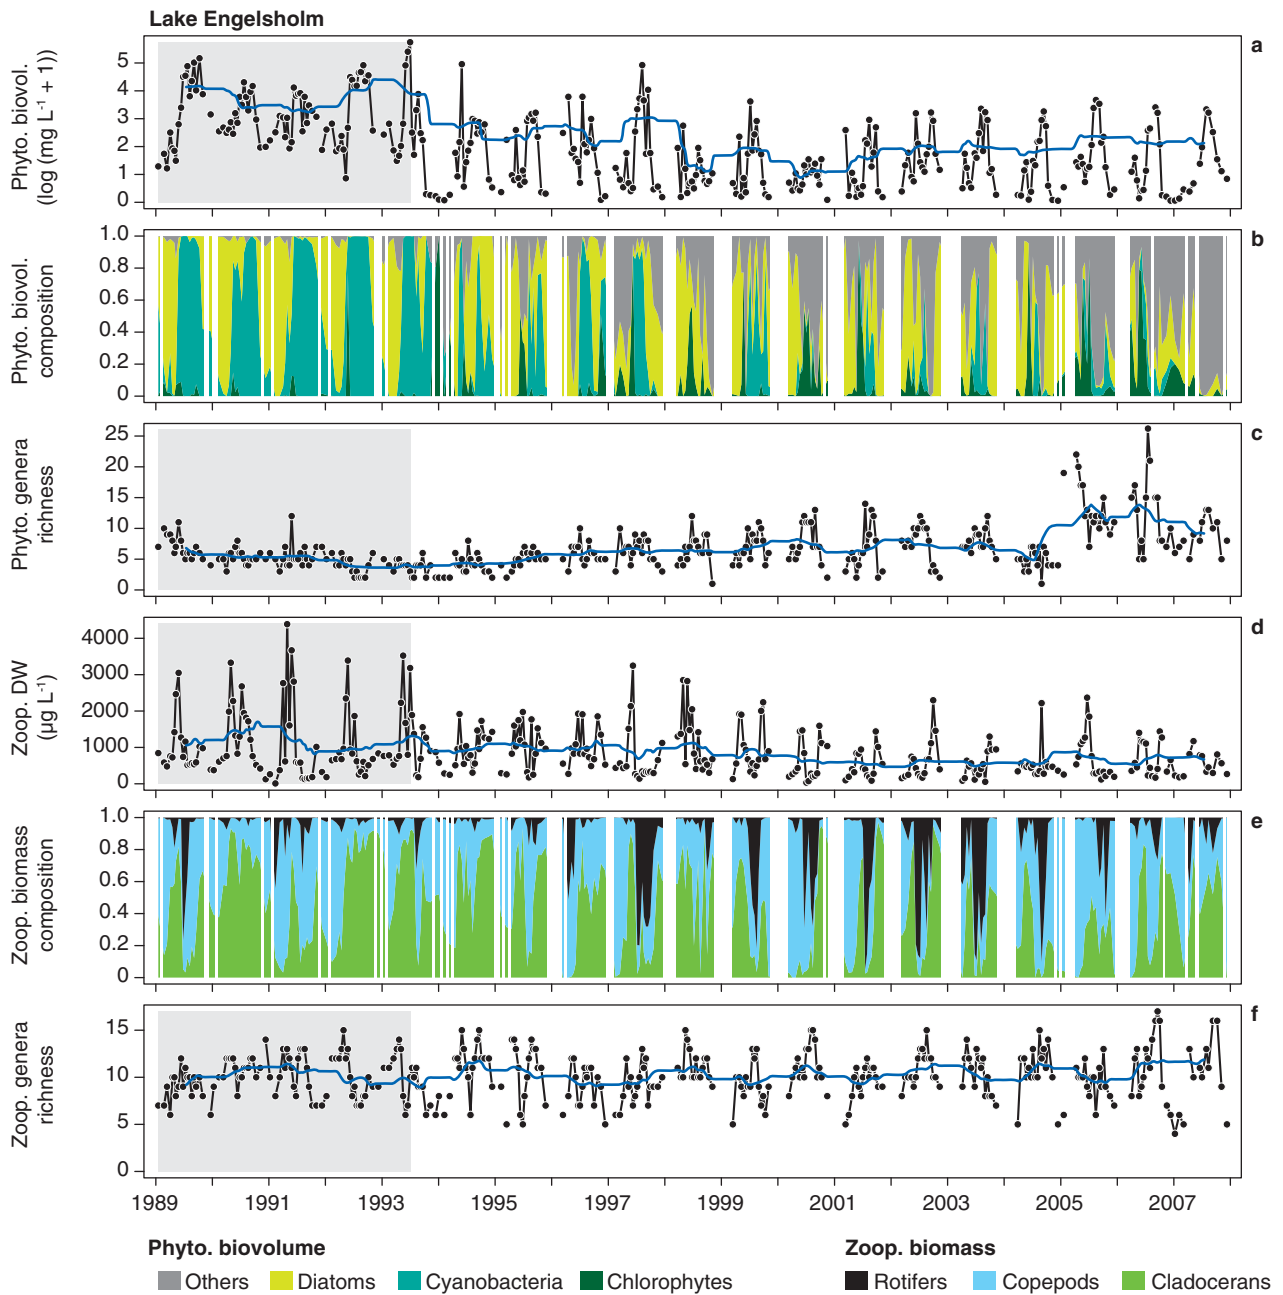 Lake Engelsholm
a
Phyto. biovol.
(log (mg L-1 + 1))
5
4
3
2
1
0
b
Phyto. biovol.
composition
1.0
0.8
0.6
0.4
0.2
0
c
Phyto. genera
richness
25
20
15
10
5
0
d
Zoop. DW
(µg L-1)
4000
3000
2000
1000
0
e
Zoop. biomass
composition
1.0
0.8
0.6
0.4
0.2
0
f
Zoop. genera
richness
15
10
5
0
1989 1991 1993 1995 1997 1999 2001 2003 2005 2007
Phyto. biovolume Zoop. biomass
Others Diatoms Cyanobacteria Chlorophytes Rotifers Copepods Cladocerans